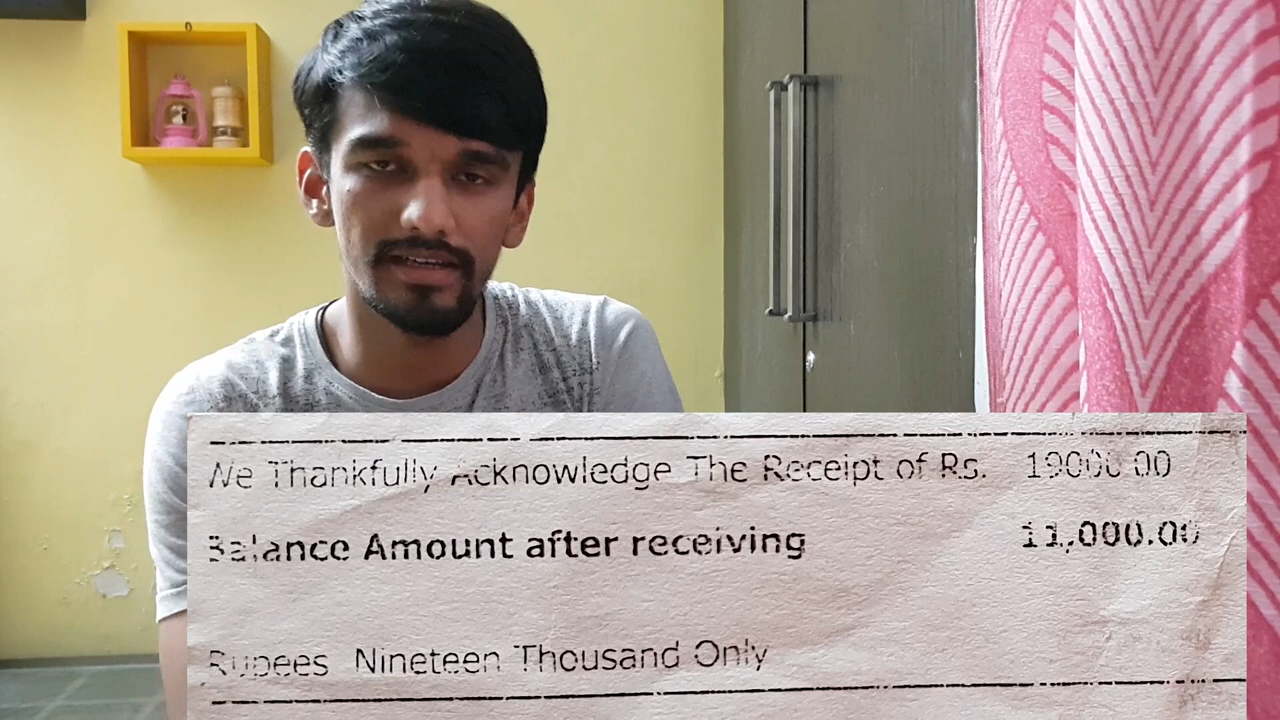 We Thankfully Acknowledge The Receipt of Rs. 19000.00
Balance Amount after receiving 11,000.00
Rupees Nineteen Thousand Only